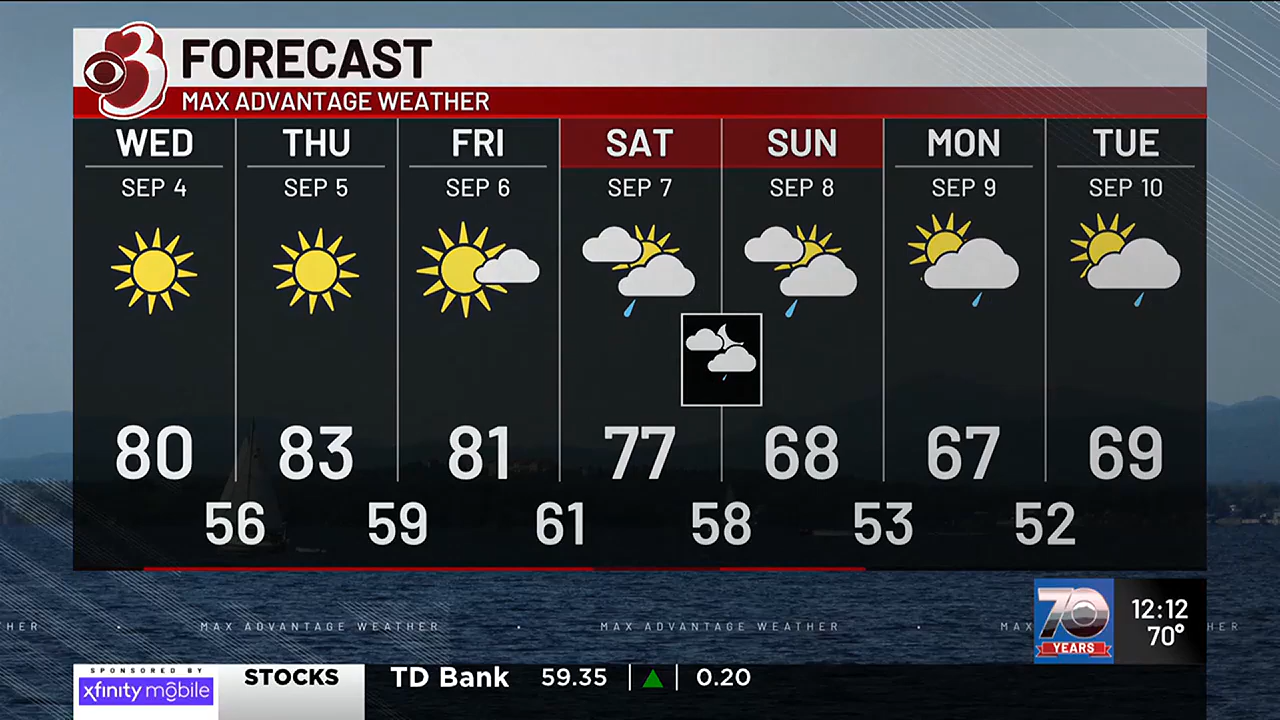 3 FORECAST
MAX ADVANTAGE WEATHER
WED THU FRI SAT SUN MON TUE
SEP 4 SEP 5 SEP 6 SEP 7 SEP 8 SEP 9 SEP 10
80 83 81 77 68 67 69
56 59 61 58 53 52
70 YEARS
12:12
70°
HER · MAX ADVANTAGE WEATHER · MAX ADVANTAGE WEATHER · MAX HER
SPONSORED BY
xfinity mobile
STOCKS TD Bank 59.35 ▲ 0.20